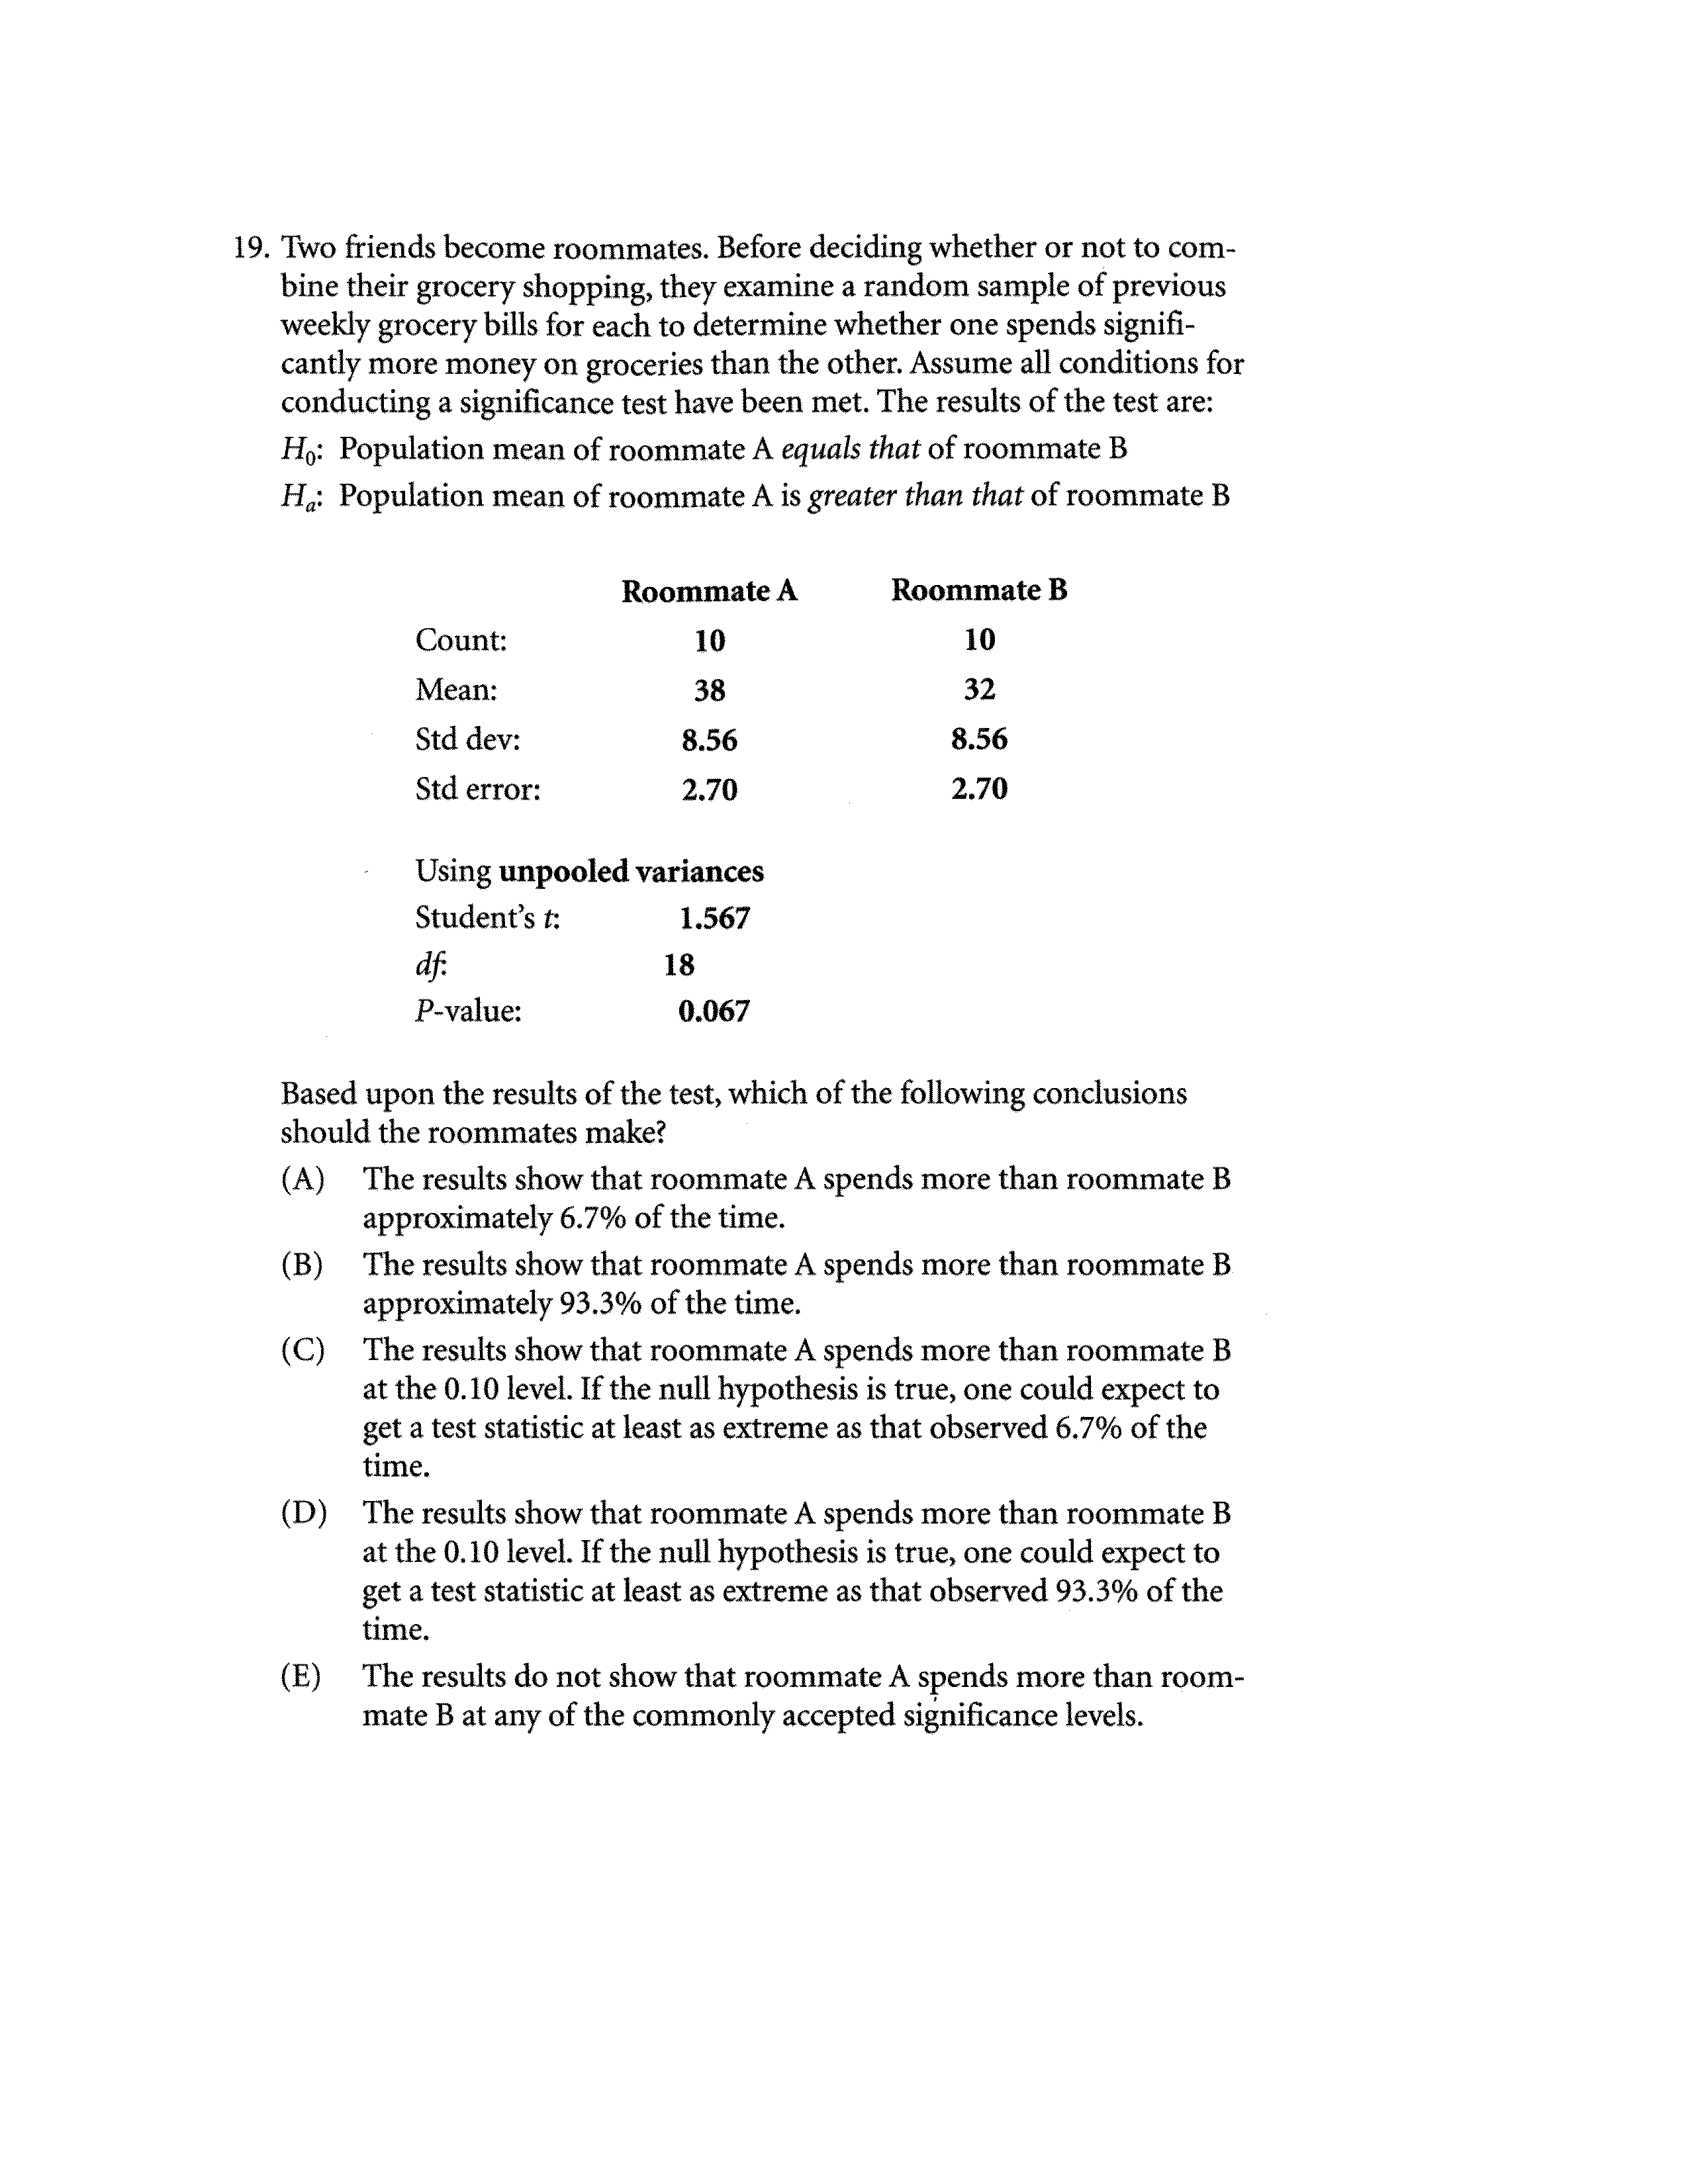 19. Two friends become roommates. Before deciding whether or not to com-
bine their grocery shopping, they examine a random sample of previous
weekly grocery bills for each to determine whether one spends signifi-
cantly more money on groceries than the other. Assume all conditions for
conducting a significance test have been met. The results of the test are:
H₀: Population mean of roommate A equals that of roommate B
Hₐ: Population mean of roommate A is greater than that of roommate B
Roommate A Roommate B
Count: 10 10
Mean: 38 32
Std dev: 8.56 8.56
Std error: 2.70 2.70
Using unpooled variances
Student's t: 1.567
df: 18
P-value: 0.067
Based upon the results of the test, which of the following conclusions
should the roommates make?
(A) The results show that roommate A spends more than roommate B
approximately 6.7% of the time.
(B) The results show that roommate A spends more than roommate B
approximately 93.3% of the time.
(C) The results show that roommate A spends more than roommate B
at the 0.10 level. If the null hypothesis is true, one could expect to
get a test statistic at least as extreme as that observed 6.7% of the
time.
(D) The results show that roommate A spends more than roommate B
at the 0.10 level. If the null hypothesis is true, one could expect to
get a test statistic at least as extreme as that observed 93.3% of the
time.
(E) The results do not show that roommate A spends more than room-
mate B at any of the commonly accepted significance levels.